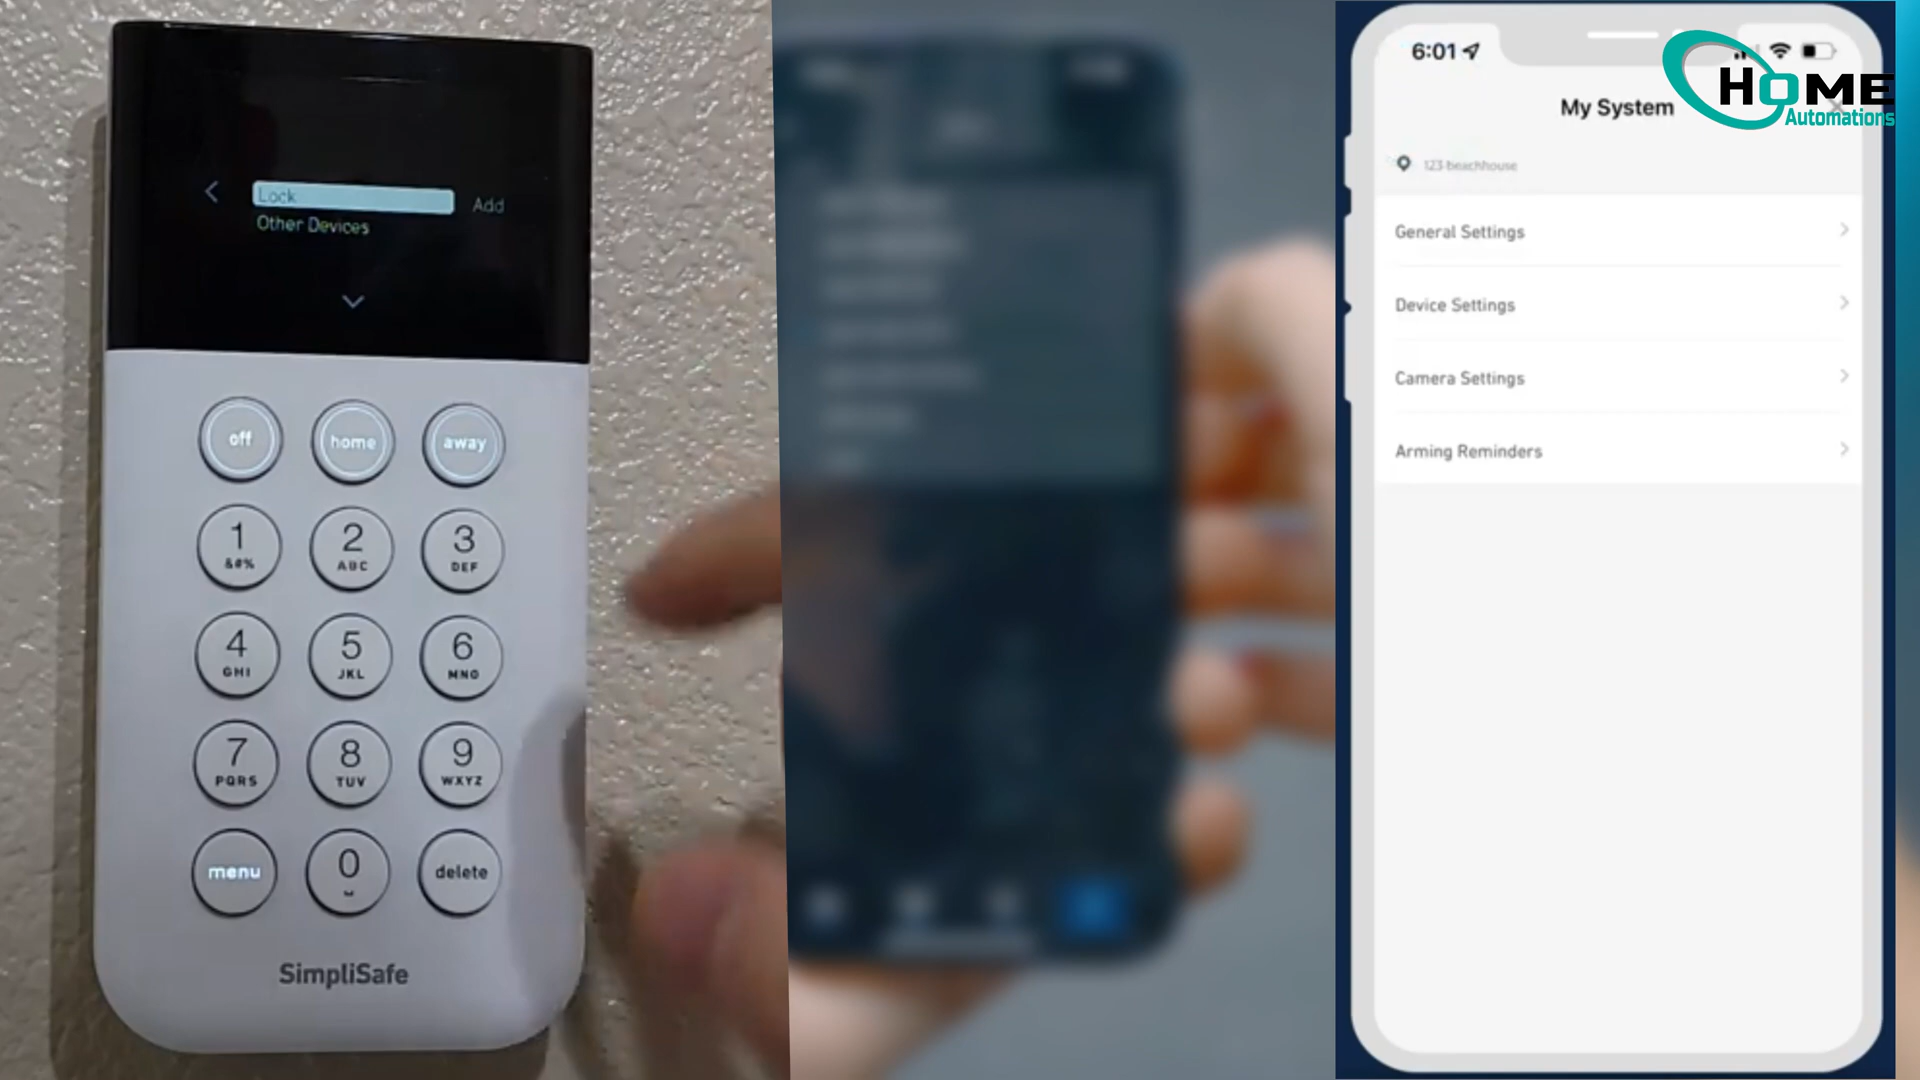 Lock
Add
Other Devices
off
home
away
1
&#%
2
ABC
3
DEF
4
GHI
5
JKL
6
MNO
7
PQRS
8
TUV
9
WXYZ
menu
0
delete
SimpliSafe
6:01
My System
123 beachhouse
General Settings
Device Settings
Camera Settings
Arming Reminders
HOME
Automations